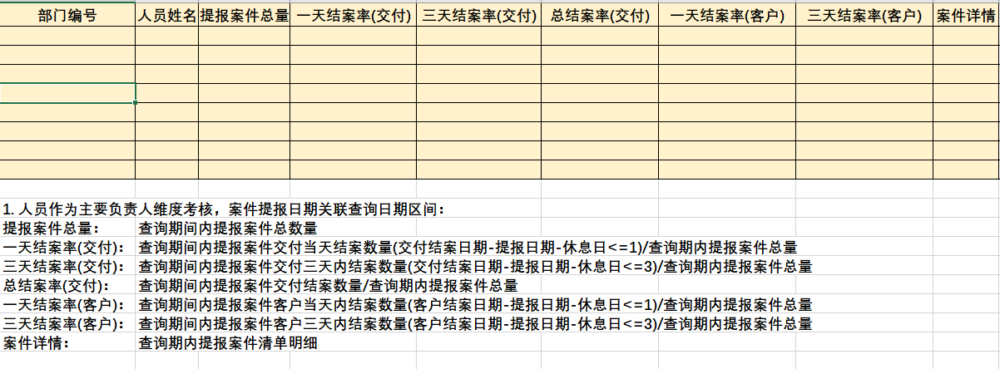 部门编号 人员姓名 提报案件总量 一天结案率(交付) 三天结案率(交付) 总结案率(交付) 一天结案率(客户) 三天结案率(客户) 案件详情
1. 人员作为主要负责人维度考核，案件提报日期关联查询日期区间：
提报案件总量： 查询期间内提报案件总数量
一天结案率(交付)： 查询期间内提报案件交付当天结案数量(交付结案日期-提报日期-休息日<=1)/查询期内提报案件总量
三天结案率(交付)： 查询期间内提报案件交付三天内结案数量(交付结案日期-提报日期-休息日<=3)/查询期内提报案件总量
总结案率(交付)： 查询期间内提报案件交付结案数量/查询期内提报案件总量
一天结案率(客户)： 查询期间内提报案件客户当天内结案数量(客户结案日期-提报日期-休息日<=1)/查询期内提报案件总量
三天结案率(客户)： 查询期间内提报案件客户三天内结案数量(客户结案日期-提报日期-休息日<=3)/查询期内提报案件总量
案件详情： 查询期内提报案件清单明细